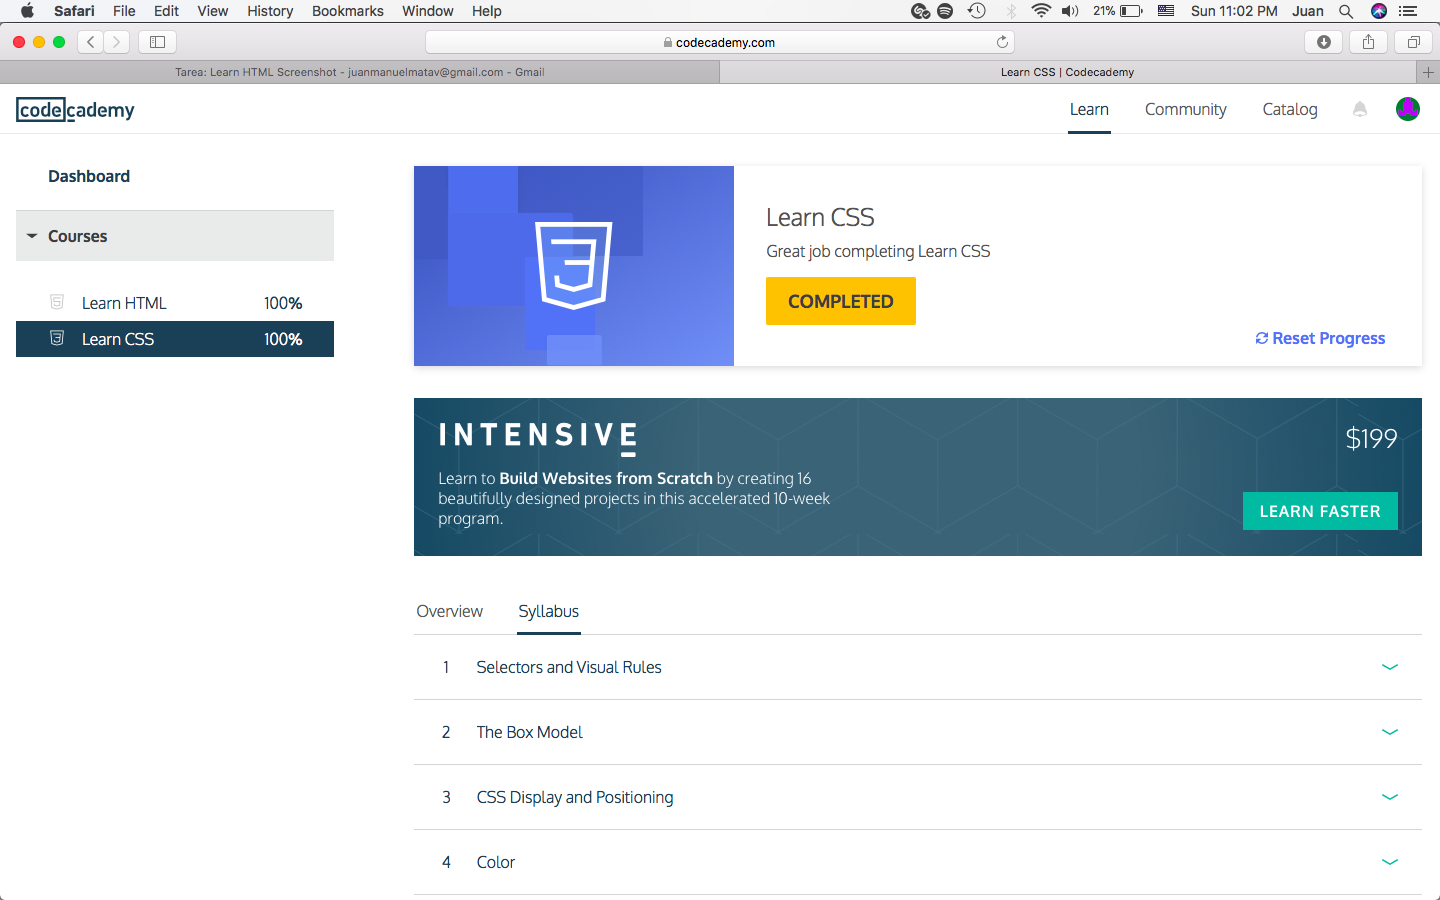 Safari File Edit View History Bookmarks Window Help 21% Sun 11:02 PM Juan
codecademy.com
Tarea: Learn HTML Screenshot - juanmanuelmatav@gmail.com - Gmail
Learn CSS | Codecademy
codecademy
Learn Community Catalog
Dashboard
Courses
Learn HTML 100%
Learn CSS 100%
Learn CSS
Great job completing Learn CSS
COMPLETED
Reset Progress
INTENSIVE
$199
Learn to Build Websites from Scratch by creating 16
beautifully designed projects in this accelerated 10-week
program.
LEARN FASTER
Overview Syllabus
1 Selectors and Visual Rules
2 The Box Model
3 CSS Display and Positioning
4 Color